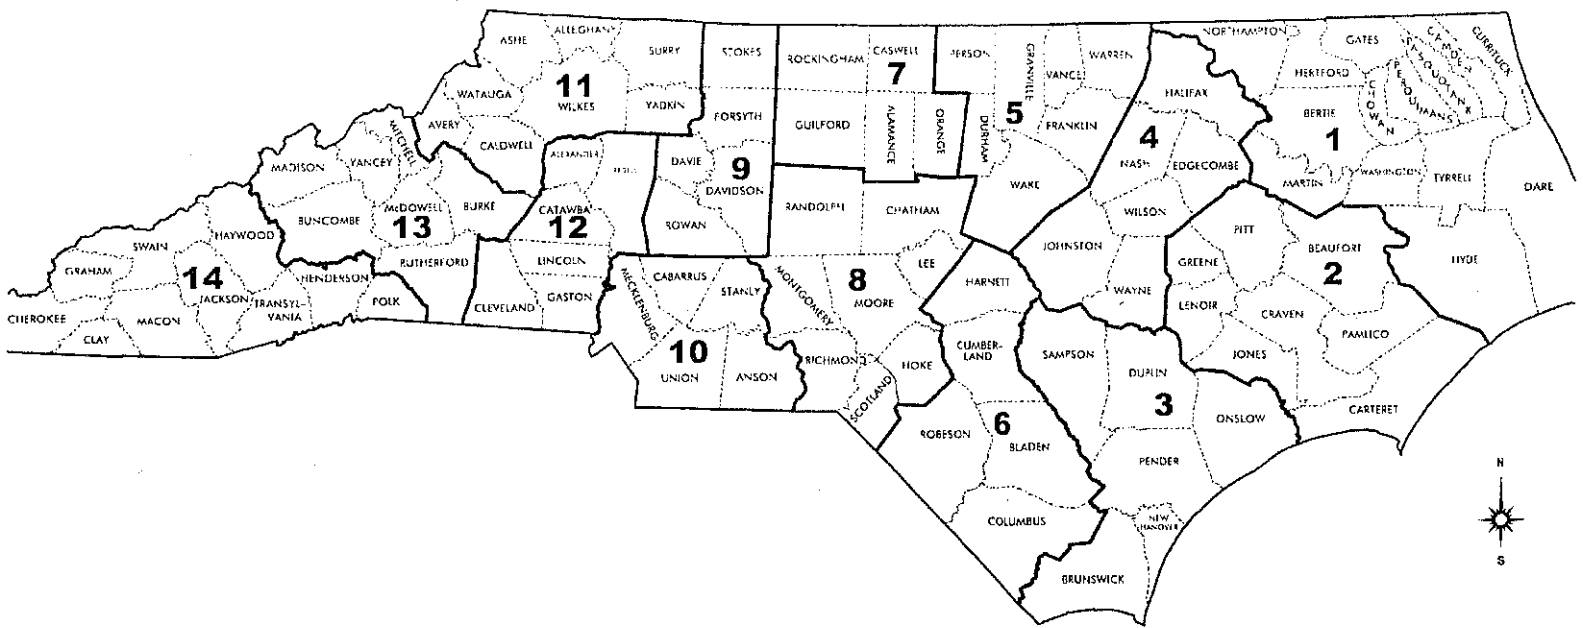 ASHE
ALLEGHANY
SURRY
STOKES
ROCKINGHAM
CASWELL
7
GRANVILLE
VANCE
WARREN
NORTHAMPTON
GATES
CAMDEN
CURRITUCK
PASQUOTANK
PERQUIMANS
HERTFORD
HALIFAX
WATAUGA
11
WILKES
YADKIN
FORSYTH
GUILFORD
ALAMANCE
ORANGE
DURHAM
5
FRANKLIN
4
NASH
EDGECOMBE
BERTIE
CHOWAN
1
MITCHELL
AVERY
CALDWELL
ALEXANDER
DAVIE
9
DAVIDSON
WAKE
MARTIN
WASHINGTON
TYRRELL
DARE
MADISON
YANCEY
BUNCOMBE
McDOWELL
13
BURKE
CATAWBA
12
ROWAN
RANDOLPH
CHATHAM
WILSON
PITT
BEAUFORT
2
HYDE
SWAIN
HAYWOOD
GRAHAM
14
JACKSON
HENDERSON
RUTHERFORD
LINCOLN
MECKLENBURG
CABARRUS
STANLY
MONTGOMERY
8
MOORE
LEE
HARNETT
JOHNSTON
WAYNE
GREENE
LENOIR
CRAVEN
PAMLICO
CHEROKEE
CLAY
MACON
TRANSYL-
VANIA
POLK
CLEVELAND
GASTON
10
UNION
ANSON
RICHMOND
SCOTLAND
HOKE
CUMBER-
LAND
SAMPSON
DUPLIN
3
JONES
ONSLOW
CARTERET
ROBESON
6
BLADEN
PENDER
COLUMBUS
NEW
HANOVER
BRUNSWICK
N
S